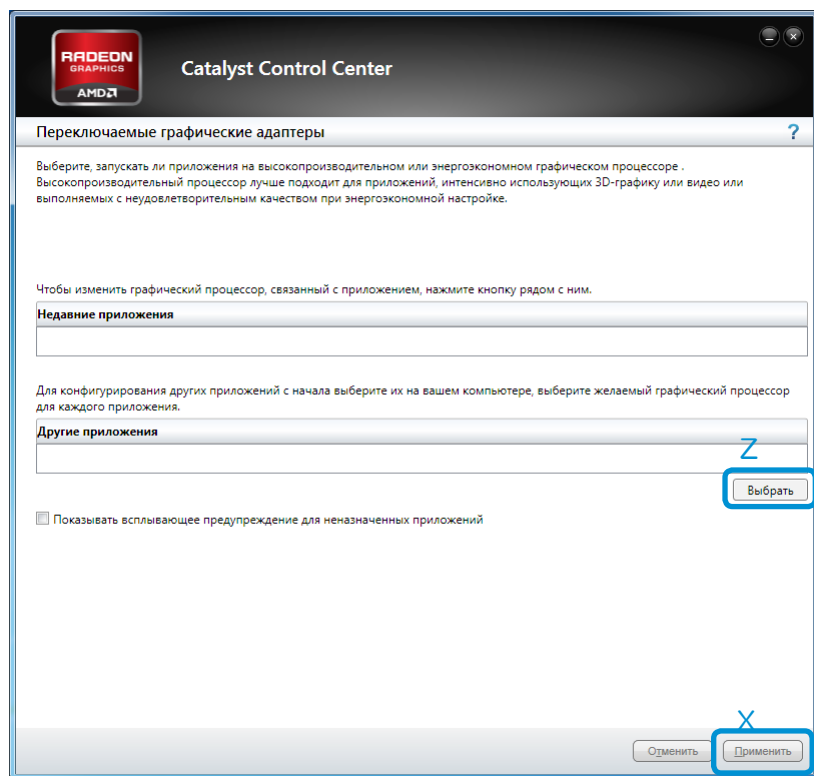 RADEON
GRAPHICS
AMD
Catalyst Control Center
Переключаемые графические адаптеры
?
Выберите, запускать ли приложения на высокопроизводительном или энергоэкономном графическом процессоре .
Высокопроизводительный процессор лучше подходит для приложений, интенсивно использующих 3D-графику или видео или
выполняемых с неудовлетворительным качеством при энергоэкономной настройке.
Чтобы изменить графический процессор, связанный с приложением, нажмите кнопку рядом с ним.
Недавние приложения
Для конфигурирования других приложений с начала выберите их на вашем компьютере, выберите желаемый графический процессор
для каждого приложения.
Другие приложения
Z
Выбрать
Показывать всплывающее предупреждение для неназначенных приложений
X
Отменить
Применить